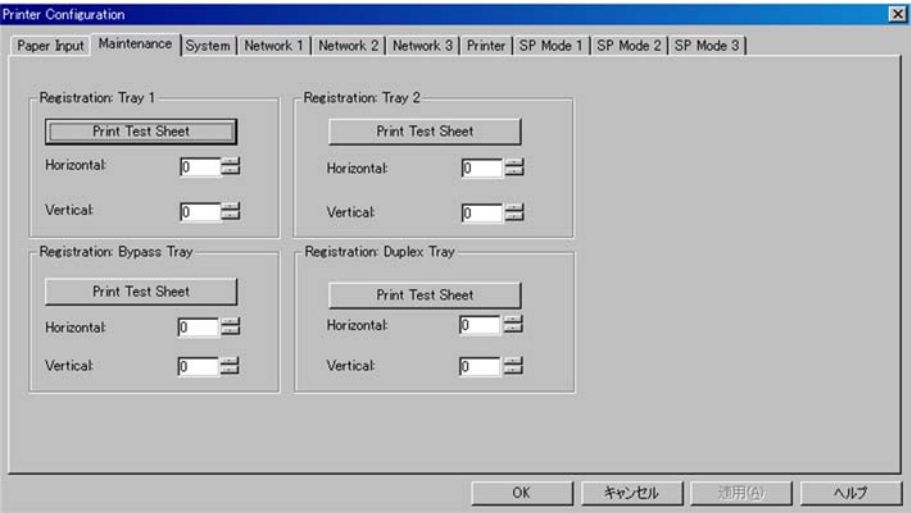 Printer Configuration
Paper Input Maintenance System Network 1 Network 2 Network 3 Printer SP Mode 1 SP Mode 2 SP Mode 3
Registration: Tray 1
Print Test Sheet
Horizontal: 0
Vertical: 0
Registration: Tray 2
Print Test Sheet
Horizontal: 0
Vertical: 0
Registration: Bypass Tray
Print Test Sheet
Horizontal: 0
Vertical: 0
Registration: Duplex Tray
Print Test Sheet
Horizontal: 0
Vertical: 0
OK キャンセル 適用(A) ヘルプ